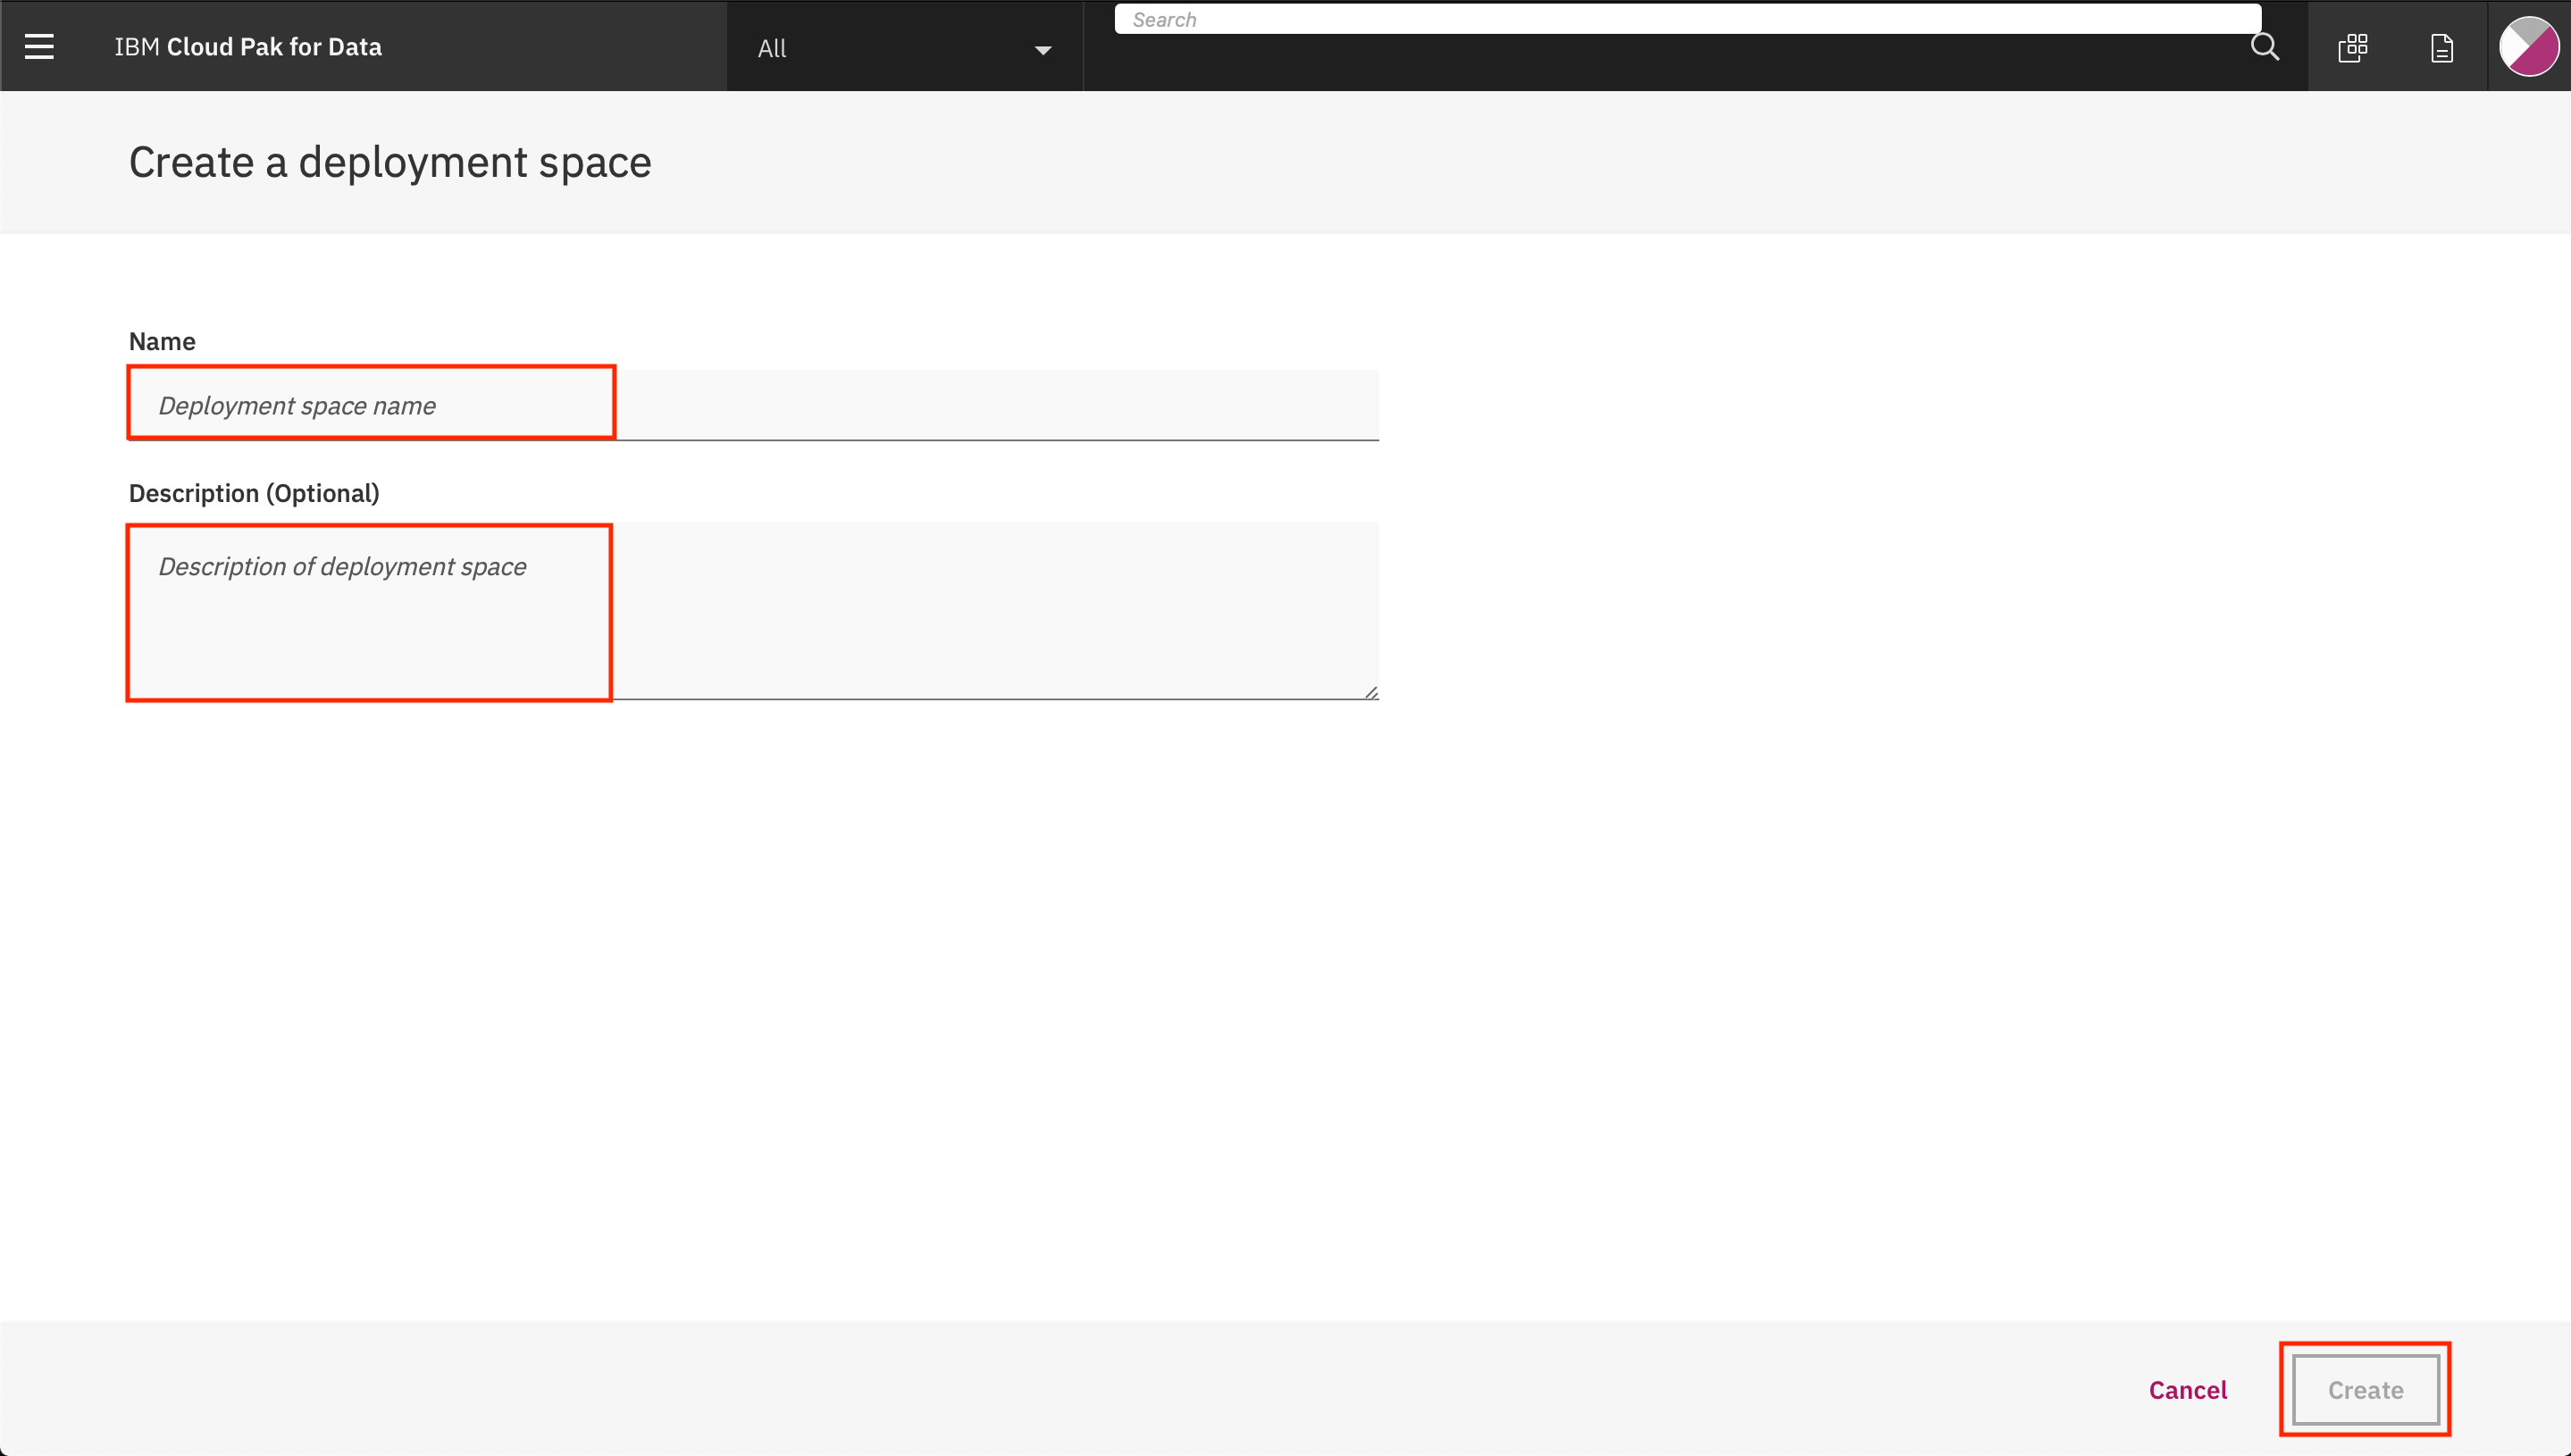 IBM Cloud Pak for Data
All
Search
Create a deployment space
Name
Deployment space name
Description (Optional)
Description of deployment space
Cancel
Create